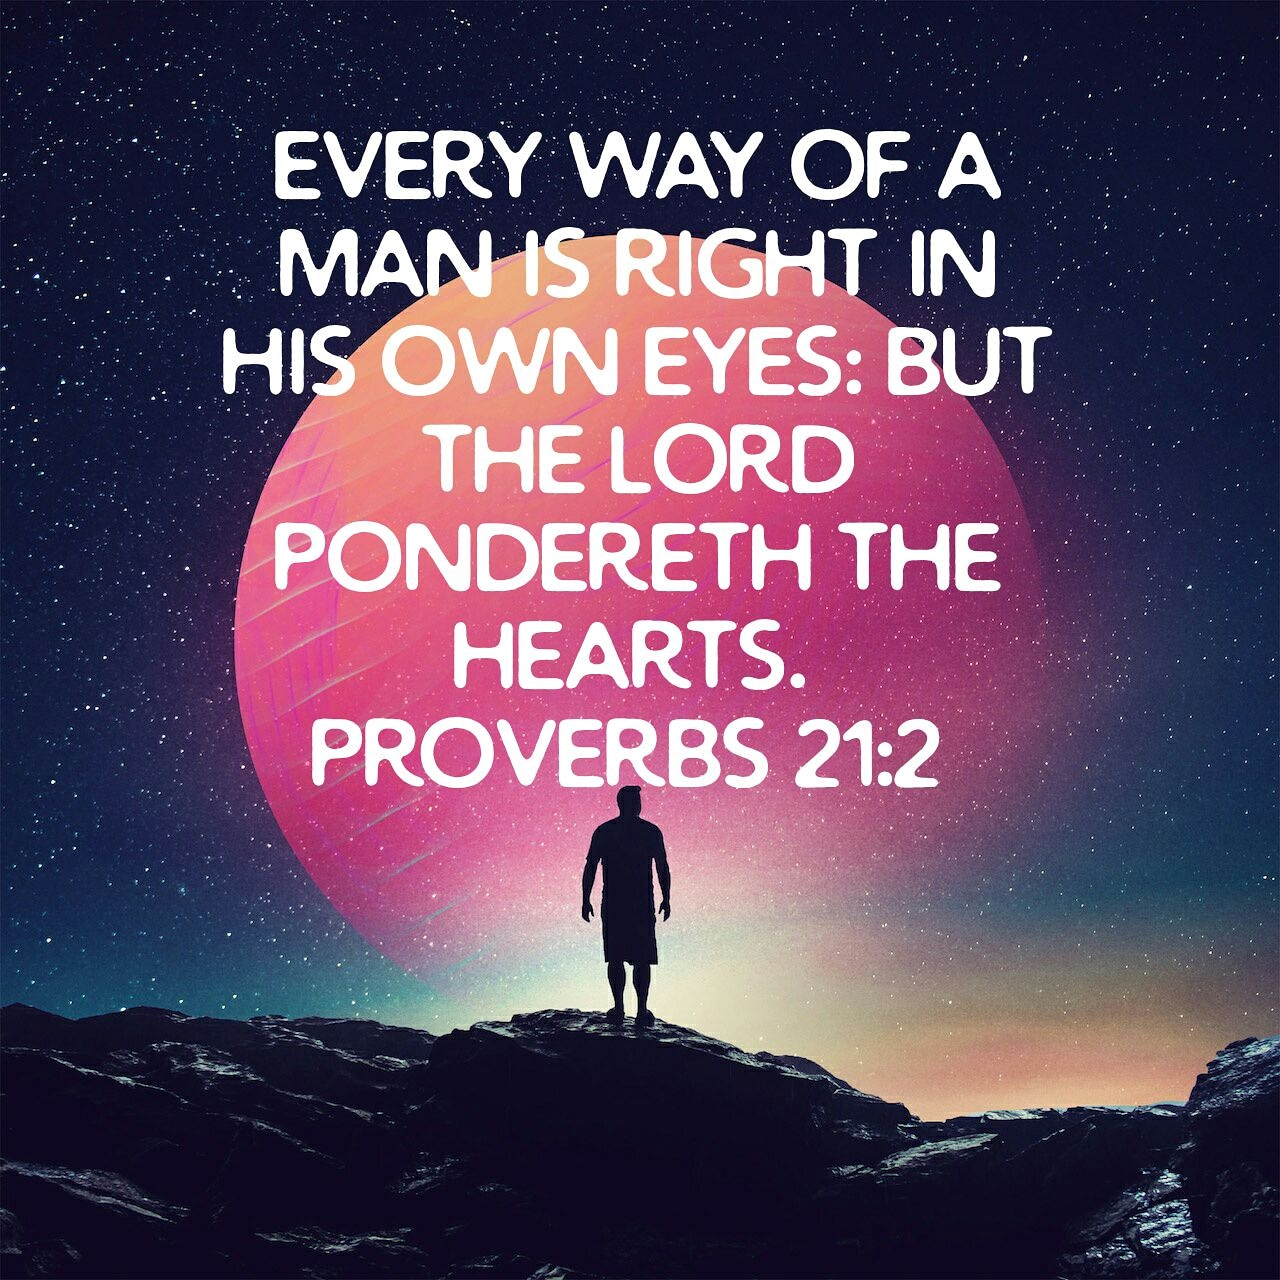 EVERY WAY OF A
MAN IS RIGHT IN
HIS OWN EYES: BUT
THE LORD
PONDERETH THE
HEARTS.
PROVERBS 21:2